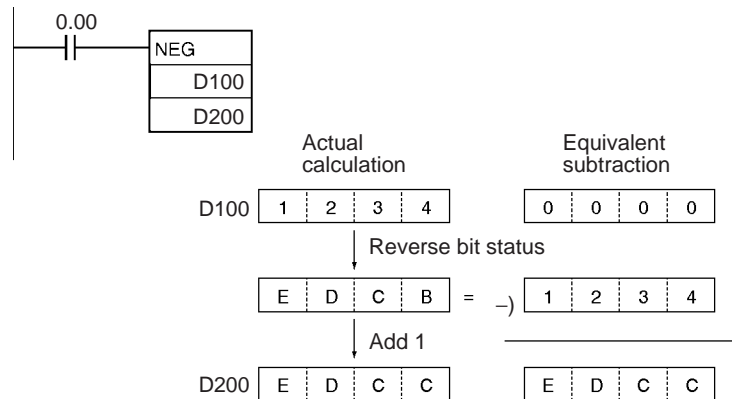 0.00
NEG
D100
D200
Actual calculation
Equivalent subtraction
D100 1 2 3 4
0 0 0 0
Reverse bit status
E D C B = –) 1 2 3 4
Add 1
D200 E D C C
E D C C